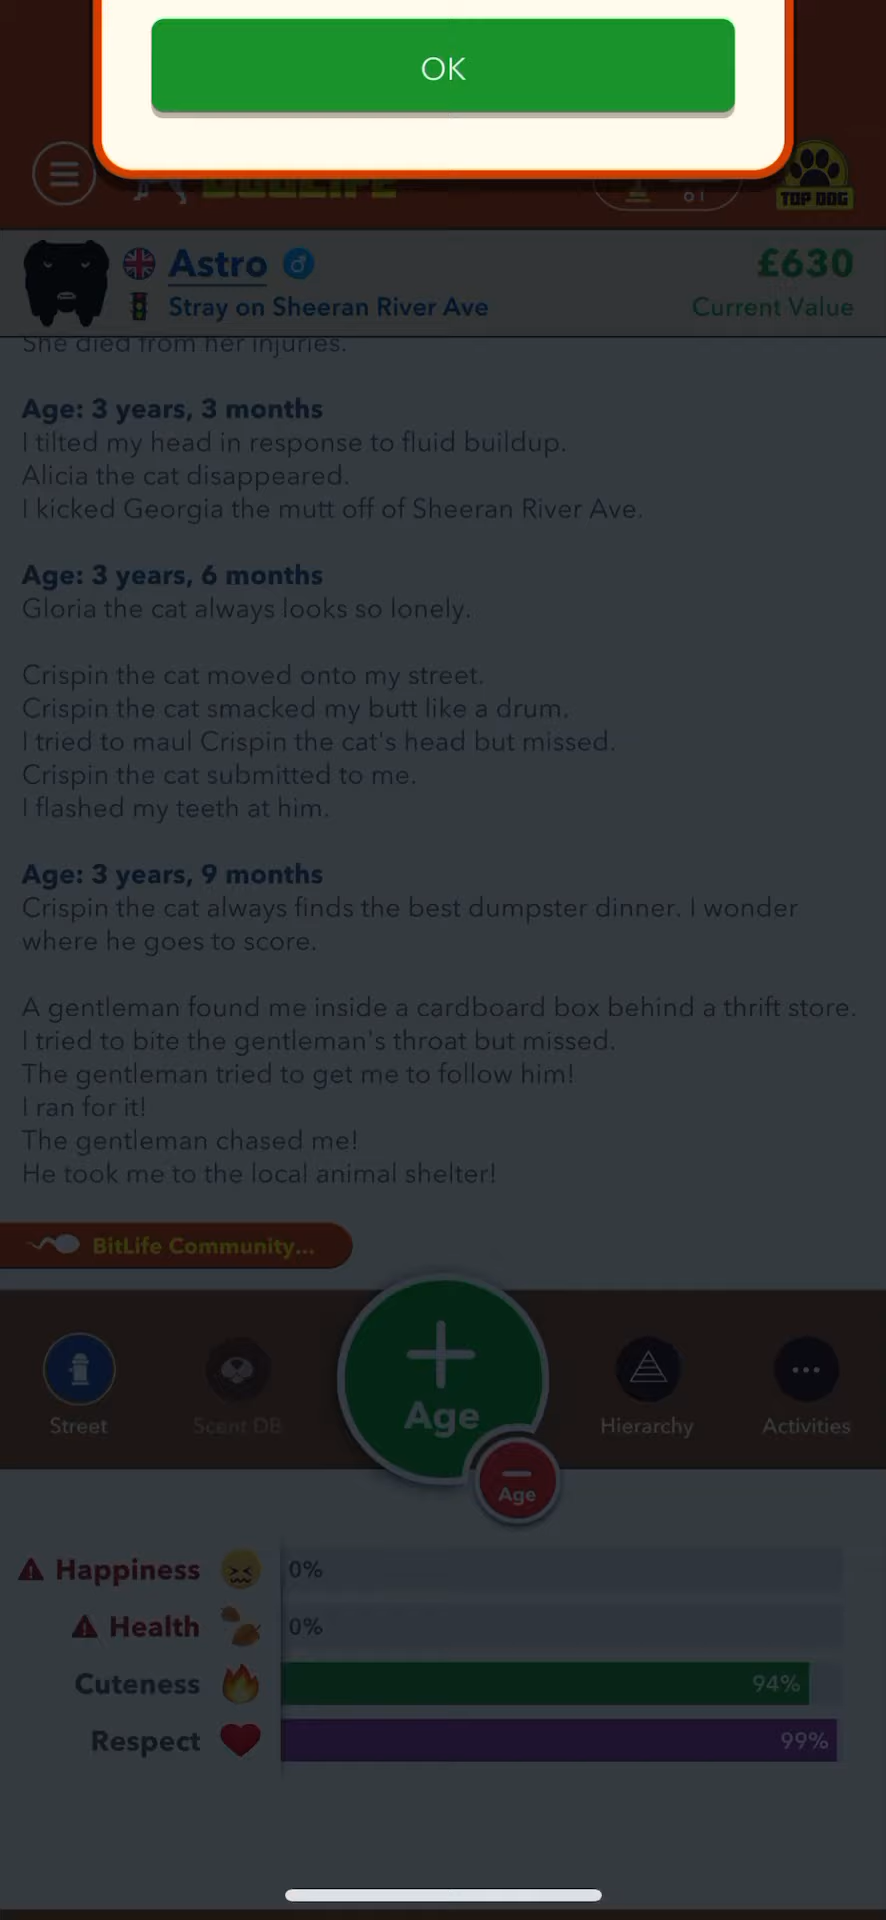 OK
DOGLIFE
61
TOP DOG
Astro
£630
Stray on Sheeran River Ave
Current Value
She died from her injuries.
Age: 3 years, 3 months
I tilted my head in response to fluid buildup.
Alicia the cat disappeared.
I kicked Georgia the mutt off of Sheeran River Ave.
Age: 3 years, 6 months
Gloria the cat always looks so lonely.
Crispin the cat moved onto my street.
Crispin the cat smacked my butt like a drum.
I tried to maul Crispin the cat's head but missed.
Crispin the cat submitted to me.
I flashed my teeth at him.
Age: 3 years, 9 months
Crispin the cat always finds the best dumpster dinner. I wonder
where he goes to score.
A gentleman found me inside a cardboard box behind a thrift store.
I tried to bite the gentleman's throat but missed.
The gentleman tried to get me to follow him!
I ran for it!
The gentleman chased me!
He took me to the local animal shelter!
BitLife Community...
Age
Street
Scent DB
Hierarchy
Activities
Age
Happiness 0%
Health 0%
Cuteness 94%
Respect 99%